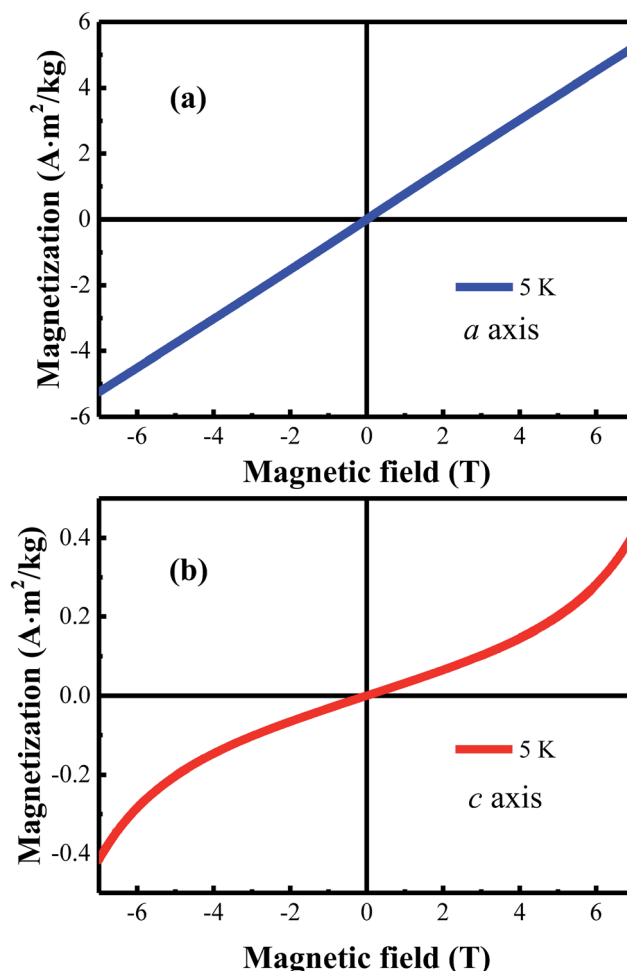 6
4
(a)
2
0
-2
5 K
a axis
-4
-6
-6 -4 -2 0 2 4 6
Magnetization (A·m²/kg)
Magnetic field (T)
0.4
(b)
0.2
0.0
-0.2
5 K
c axis
-0.4
-6 -4 -2 0 2 4 6
Magnetization (A·m²/kg)
Magnetic field (T)